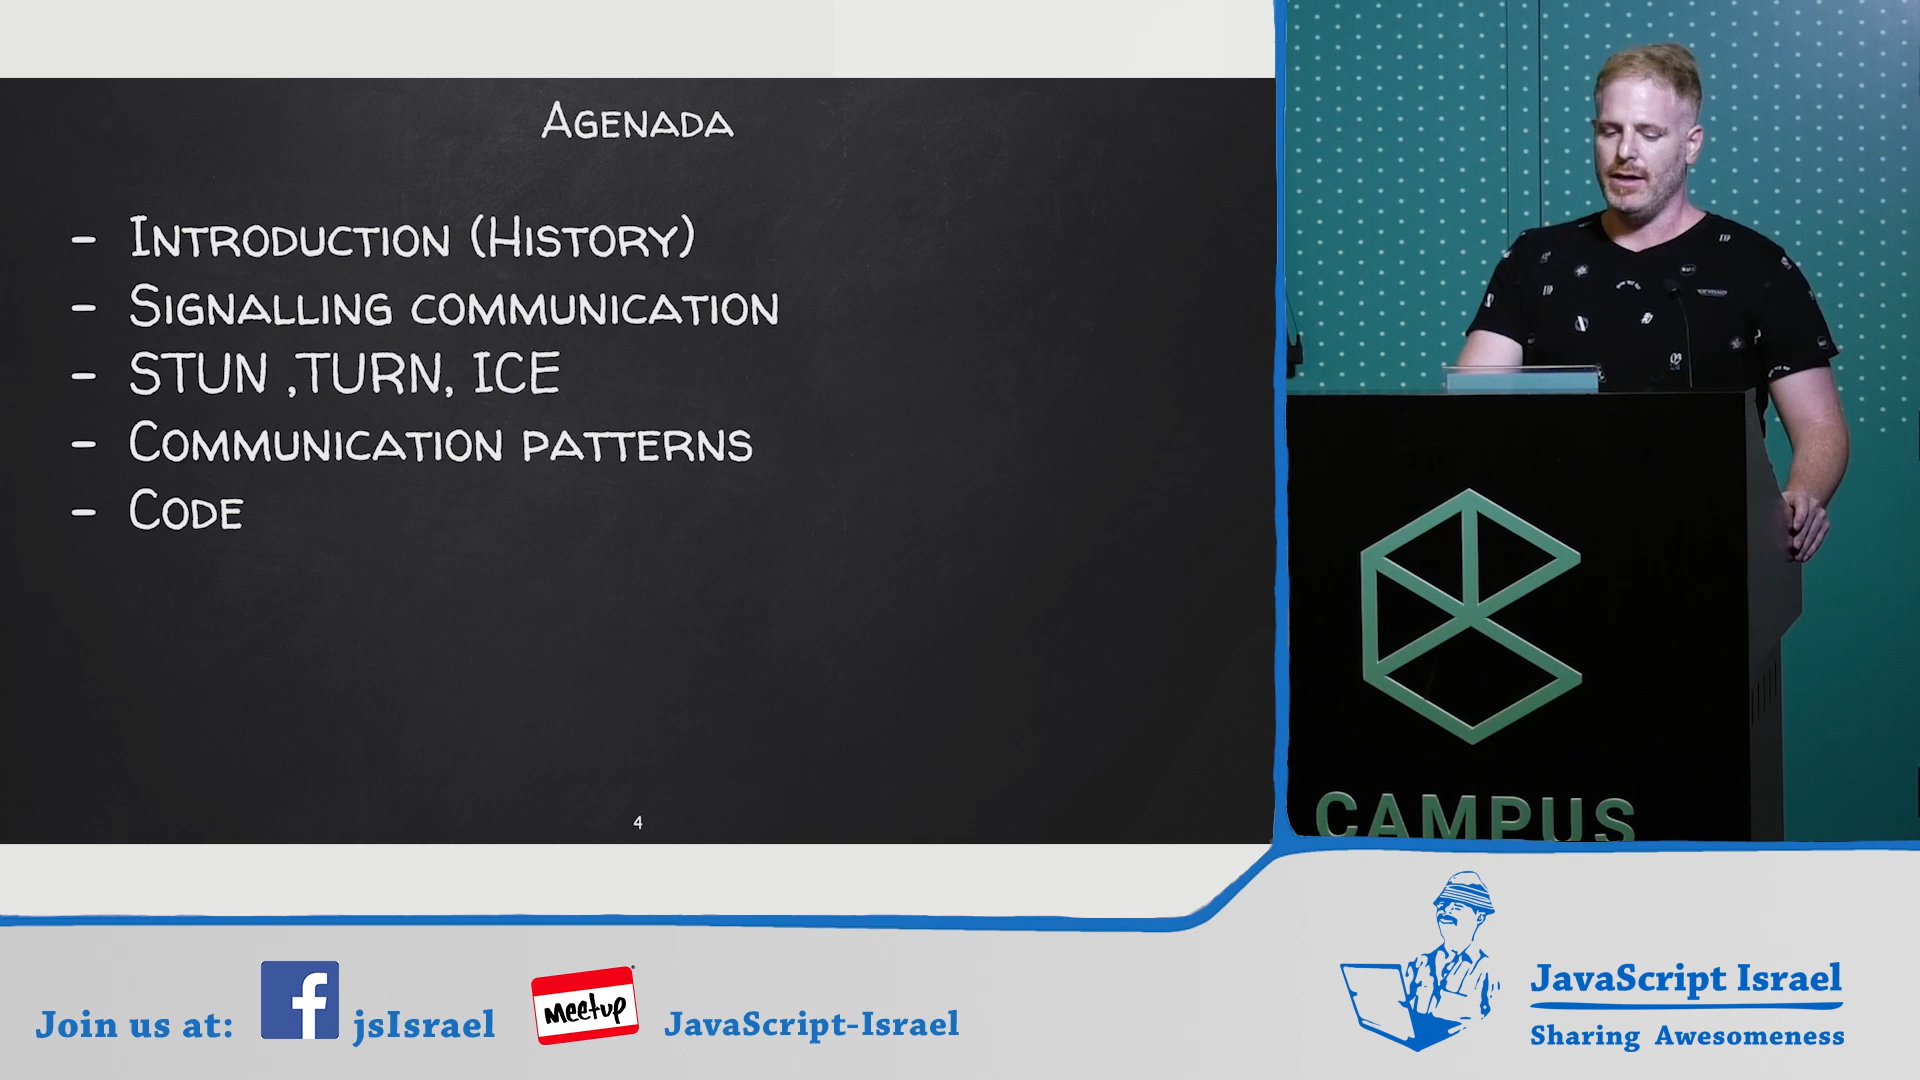 Agenada
- Introduction (History)
- Signalling communication
- STUN ,TURN, ICE
- Communication patterns
- Code
4
CAMPUS
Join us at:
f
jsIsrael
Meetup
JavaScript-Israel
JavaScript Israel
Sharing Awesomeness